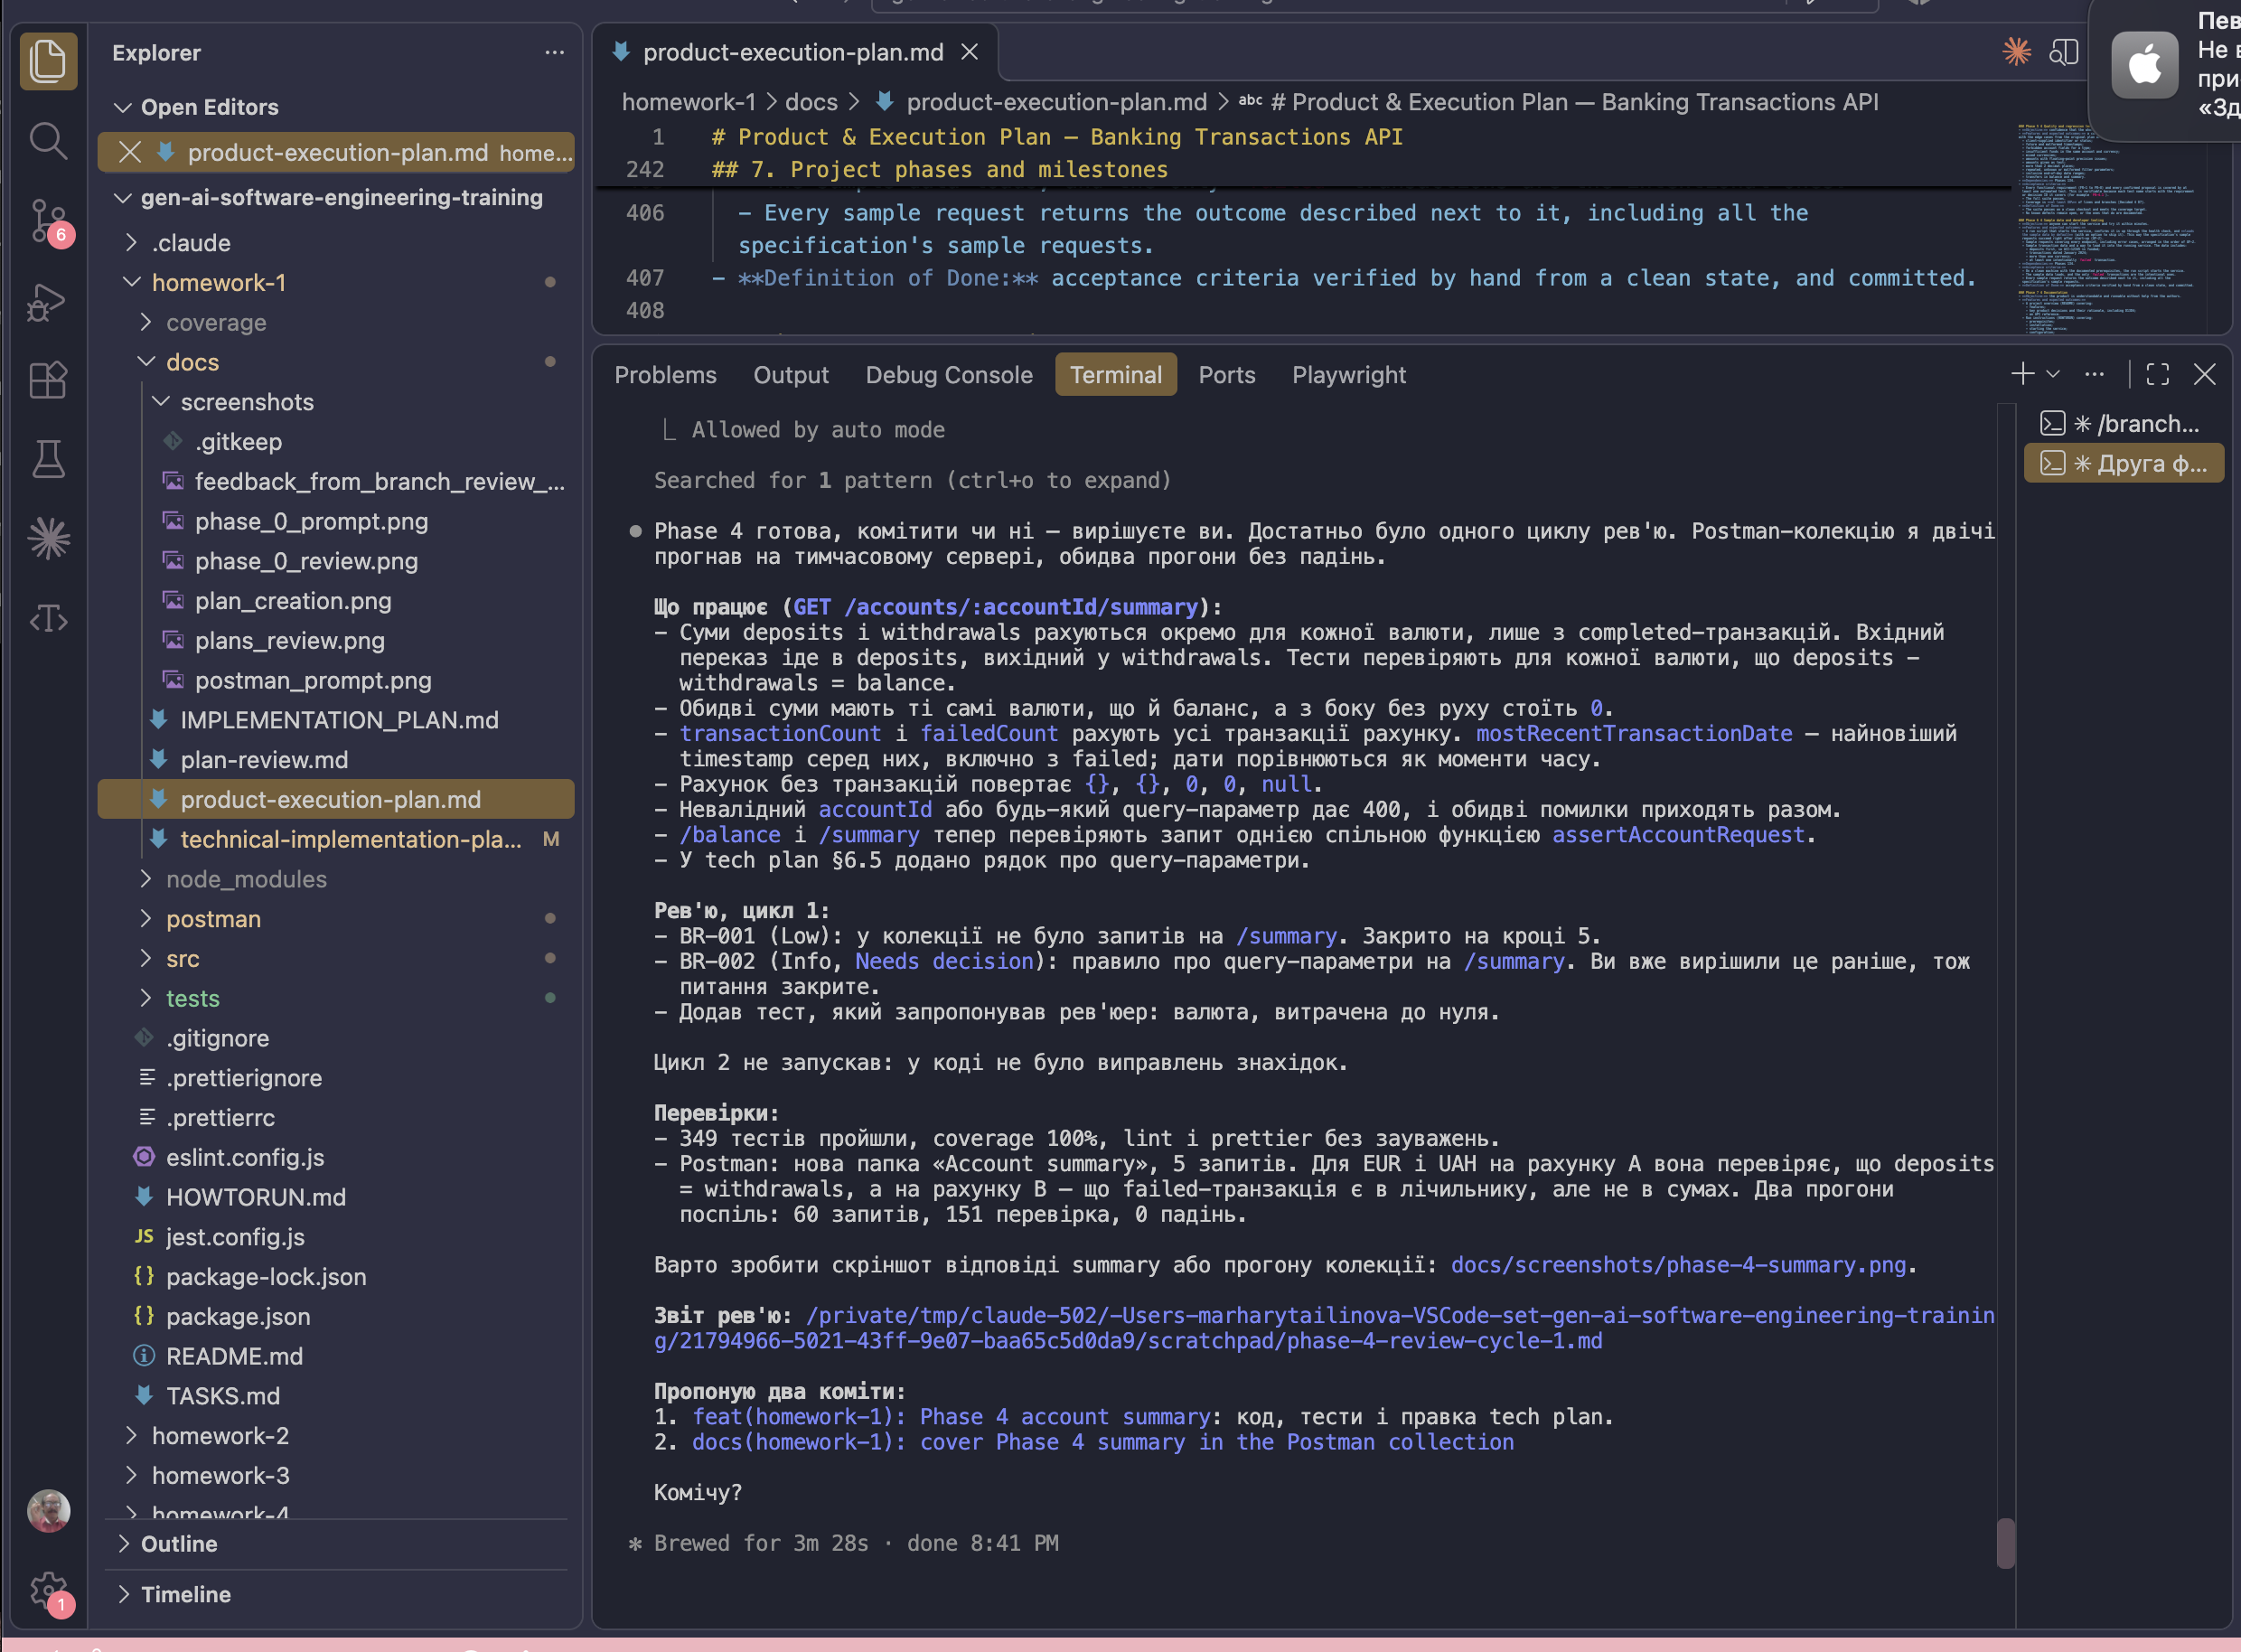 Explorer
Open Editors
product-execution-plan.md home...
gen-ai-software-engineering-training
.claude
homework-1
coverage
docs
screenshots
.gitkeep
feedback_from_branch_review_...
phase_0_prompt.png
phase_0_review.png
plan_creation.png
plans_review.png
postman_prompt.png
IMPLEMENTATION_PLAN.md
plan-review.md
product-execution-plan.md
technical-implementation-pla... M
node_modules
postman
src
tests
.gitignore
.prettierignore
.prettierrc
eslint.config.js
HOWTORUN.md
JS jest.config.js
{} package-lock.json
{} package.json
README.md
TASKS.md
homework-2
homework-3
homework-4
Outline
Timeline
6
1
product-execution-plan.md
homework-1 > docs > product-execution-plan.md > abc # Product & Execution Plan — Banking Transactions API
1 # Product & Execution Plan — Banking Transactions API
242 ## 7. Project phases and milestones
406 - Every sample request returns the outcome described next to it, including all the
specification's sample requests.
407 - **Definition of Done:** acceptance criteria verified by hand from a clean state, and committed.
408
Problems Output Debug Console Terminal Ports Playwright
Allowed by auto mode
Searched for 1 pattern (ctrl+o to expand)
Phase 4 готова, комітити чи ні — вирішуєте ви. Достатньо було одного циклу рев'ю. Postman-колекцію я двічі
прогнав на тимчасовому сервері, обидва прогони без падінь.
Що працює (GET /accounts/:accountId/summary):
- Суми deposits і withdrawals рахуються окремо для кожної валюти, лише з completed-транзакцій. Вхідний
переказ іде в deposits, вихідний у withdrawals. Тести перевіряють для кожної валюти, що deposits -
withdrawals = balance.
- Обидві суми мають ті самі валюти, що й баланс, а з боку без руху стоїть 0.
- transactionCount і failedCount рахують усі транзакції рахунку. mostRecentTransactionDate — найновіший
timestamp серед них, включно з failed; дати порівнюються як моменти часу.
- Рахунок без транзакцій повертає {}, {}, 0, 0, null.
- Невалідний accountId або будь-який query-параметр дає 400, і обидві помилки приходять разом.
- /balance і /summary тепер перевіряють запит однією спільною функцією assertAccountRequest.
- У tech plan §6.5 додано рядок про query-параметри.
Рев'ю, цикл 1:
- BR-001 (Low): у колекції не було запитів на /summary. Закрито на кроці 5.
- BR-002 (Info, Needs decision): правило про query-параметри на /summary. Ви вже вирішили це раніше, тож
питання закрите.
- Додав тест, який запропонував рев'юер: валюта, витрачена до нуля.
Цикл 2 не запускав: у коді не було виправлень знахідок.
Перевірки:
- 349 тестів пройшли, coverage 100%, lint і prettier без зауважень.
- Postman: нова папка «Account summary», 5 запитів. Для EUR і UAH на рахунку A вона перевіряє, що deposits
= withdrawals, а на рахунку B — що failed-транзакція є в лічильнику, але не в сумах. Два прогони
поспіль: 60 запитів, 151 перевірка, 0 падінь.
Варто зробити скріншот відповіді summary або прогону колекції: docs/screenshots/phase-4-summary.png.
Звіт рев'ю: /private/tmp/claude-502/-Users-marharytailinova-VSCode-set-gen-ai-software-engineering-trainin
g/21794966-5021-43ff-9e07-baa65c5d0da9/scratchpad/phase-4-review-cycle-1.md
Пропоную два коміти:
1. feat(homework-1): Phase 4 account summary: код, тести і правка tech plan.
2. docs(homework-1): cover Phase 4 summary in the Postman collection
Комічу?
Brewed for 3m 28s · done 8:41 PM
/branch...
Друга ф...
Пев
Не в
при
«Зд